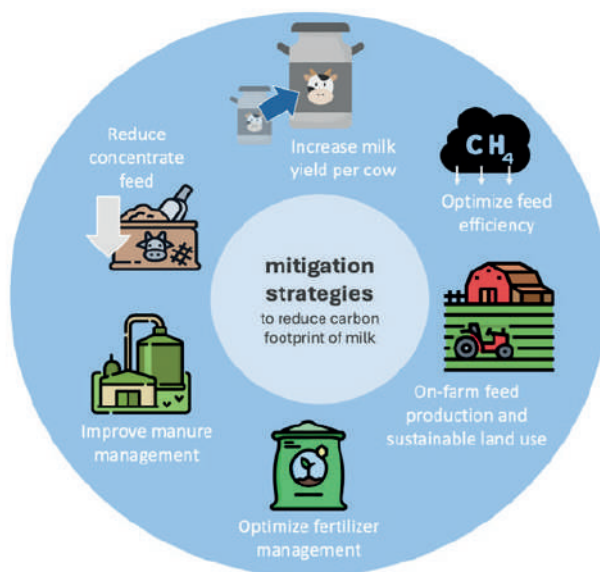 mitigation
strategies
to reduce carbon
footprint of milk
Increase milk
yield per cow
CH4
Optimize feed
efficiency
On-farm feed
production and
sustainable land use
Optimize fertilizer
management
Improve manure
management
Reduce
concentrate
feed